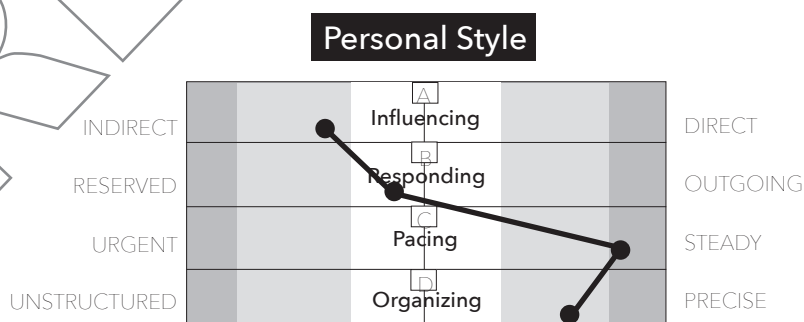 Personal Style
A
INDIRECT Influencing DIRECT
B
RESERVED Responding OUTGOING
C
URGENT Pacing STEADY
D
UNSTRUCTURED Organizing PRECISE